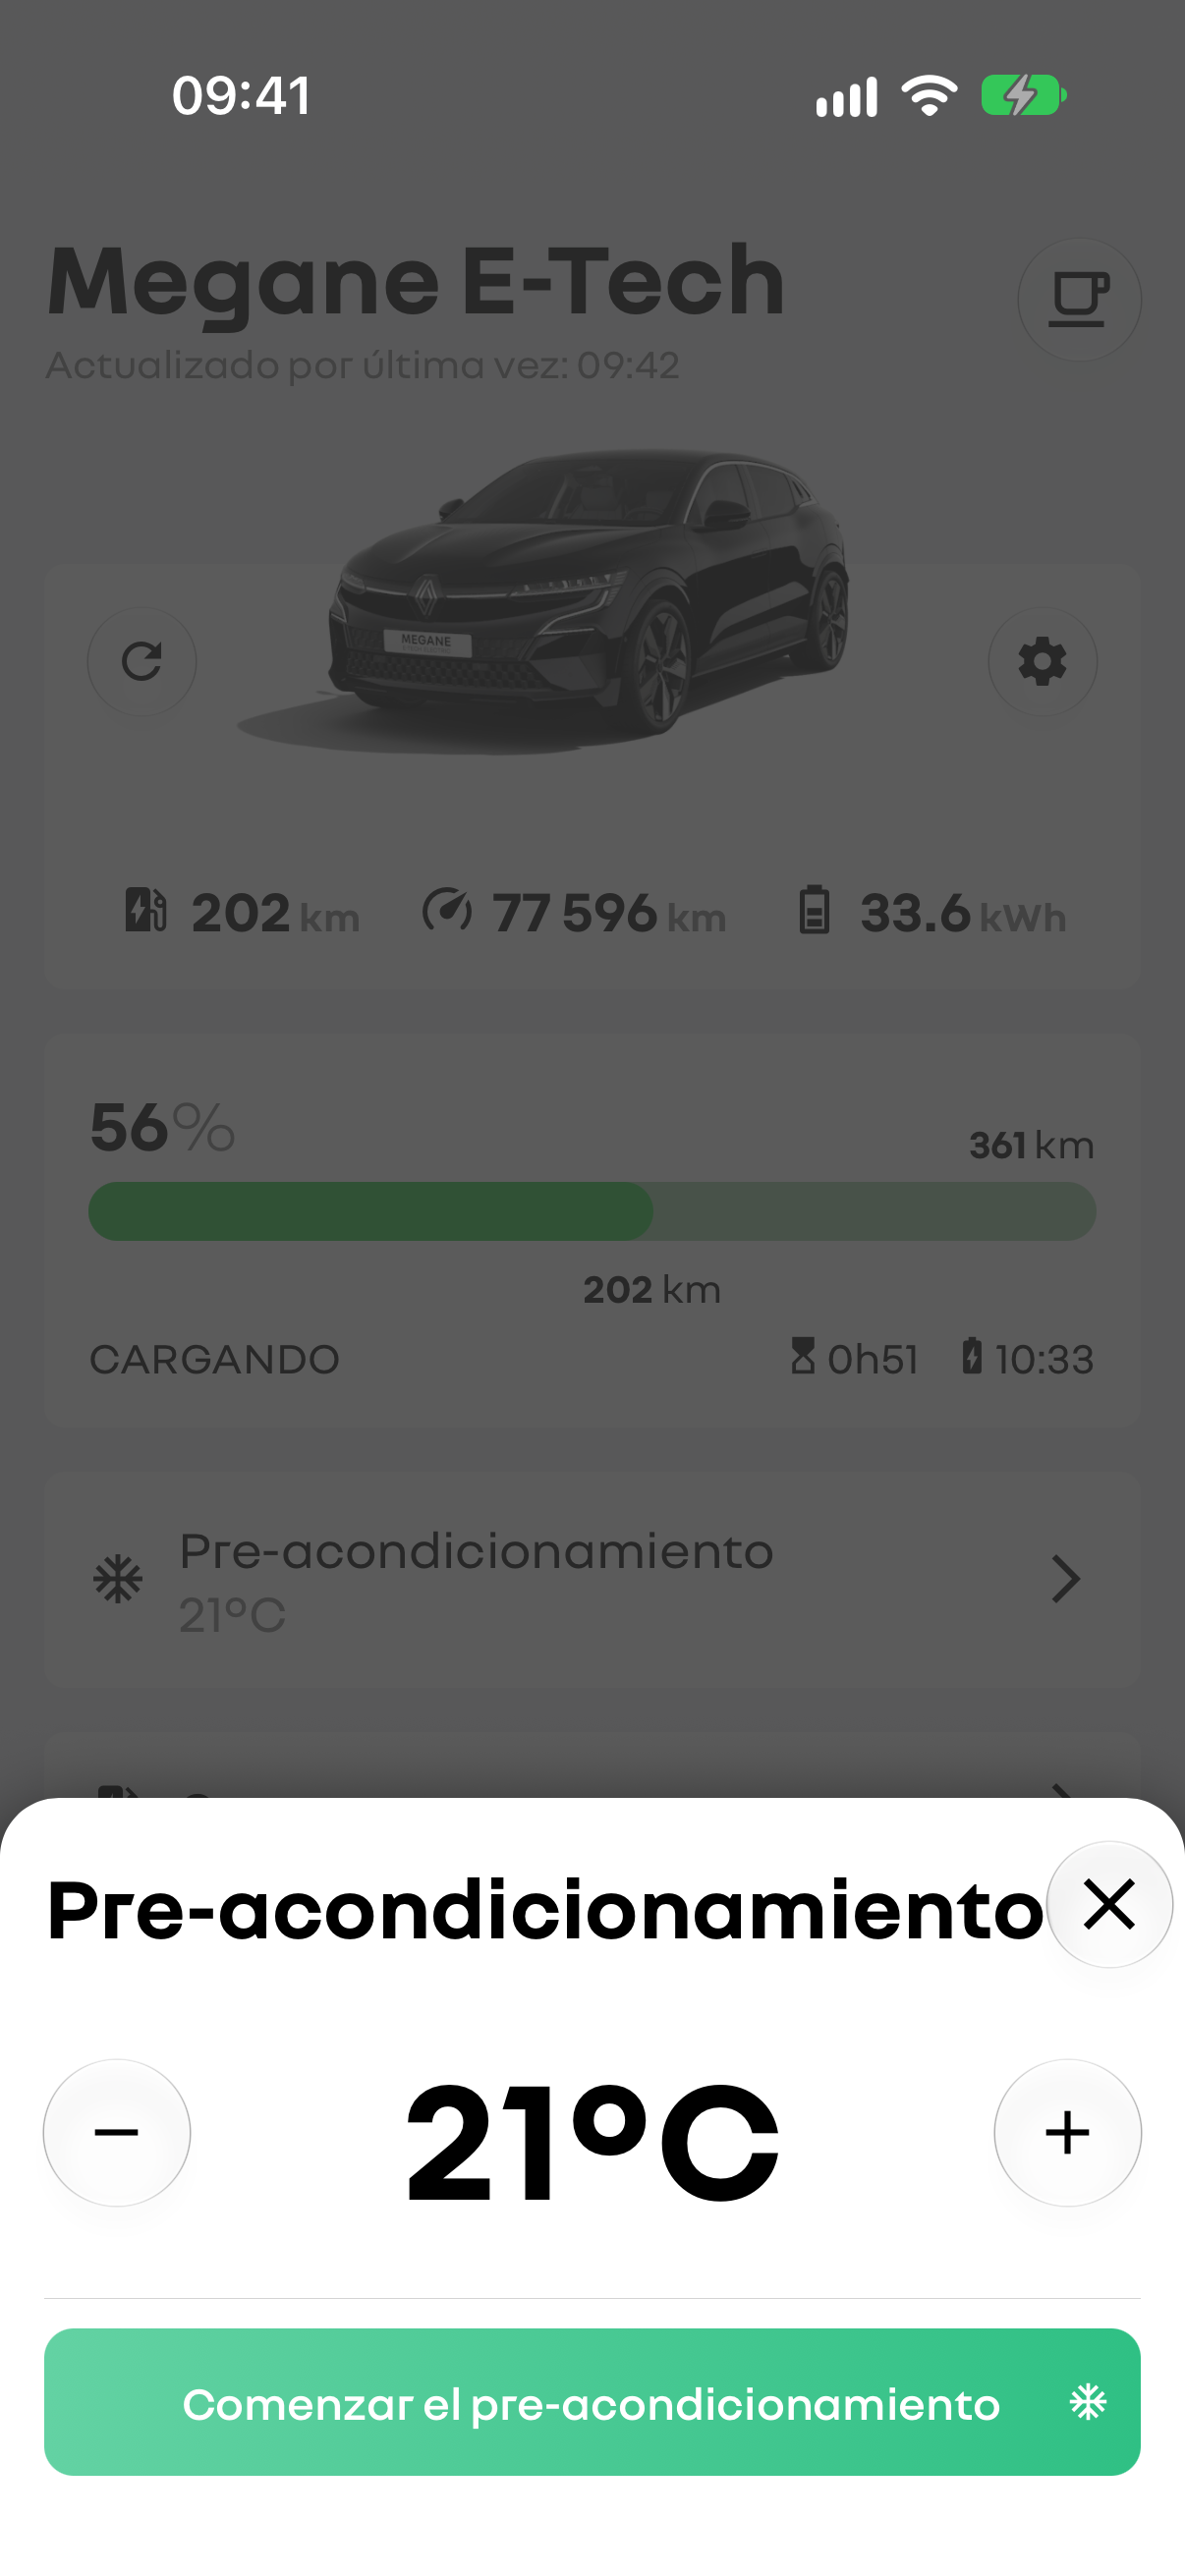 09:41
Megane E-Tech
Actualizado por última vez: 09:42
MEGANE
202 km 77 596 km 33.6 kWh
56%
361 km
202 km
CARGANDO 0h51 10:33
Pre-acondicionamiento
21°C
Pre-acondicionamiento
21°C
Comenzar el pre-acondicionamiento